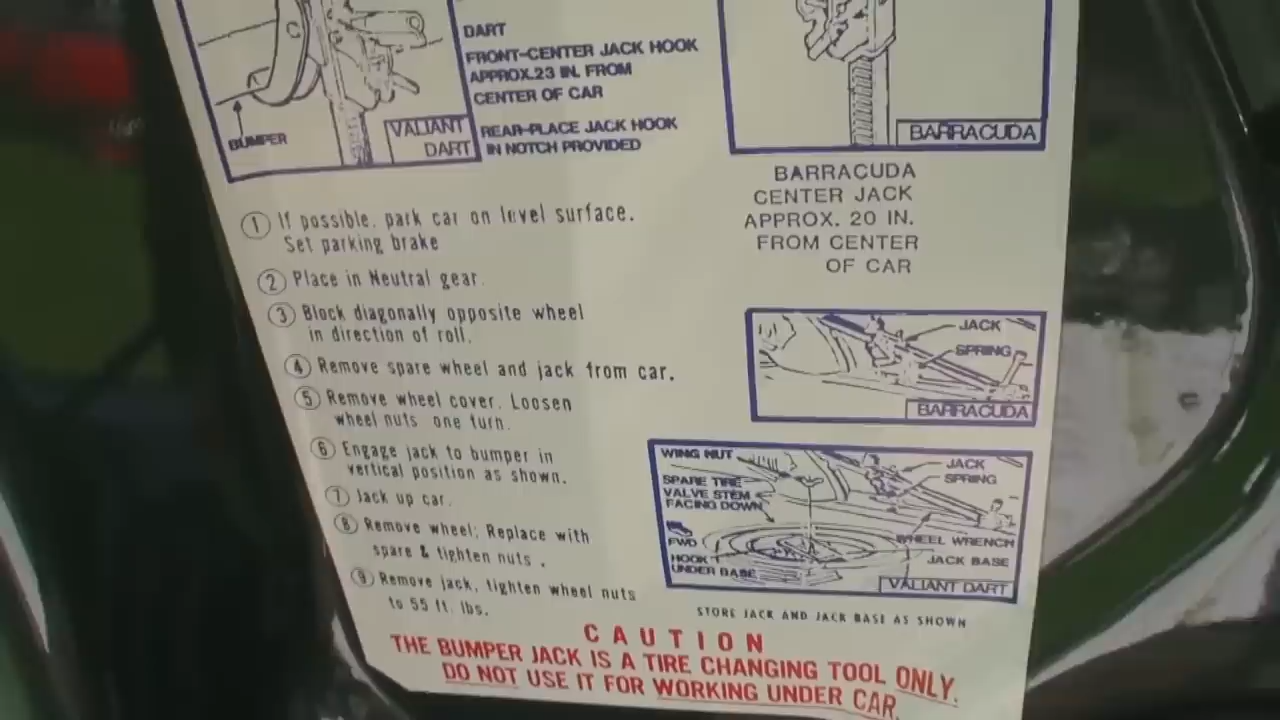 DART
FRONT-CENTER JACK HOOK
APPROX.23 IN. FROM
CENTER OF CAR
REAR-PLACE JACK HOOK
IN NOTCH PROVIDED
BUMPER
VALIANT
DART
BARRACUDA
BARRACUDA
CENTER JACK
APPROX. 20 IN.
FROM CENTER
OF CAR
1 If possible, park car on level surface.
Set parking brake
2 Place in Neutral gear.
3 Block diagonally opposite wheel
in direction of roll.
4 Remove spare wheel and jack from car.
5 Remove wheel cover. Loosen
wheel nuts one turn.
6 Engage jack to bumper in
vertical position as shown.
7 Jack up car.
8 Remove wheel; Replace with
spare & tighten nuts .
9 Remove jack, tighten wheel nuts
to 55 ft. lbs.
JACK
SPRING
BARRACUDA
WING NUT
SPARE TIRE
VALVE STEM
FACING DOWN
FWD
HOOK
UNDER BASE
JACK
SPRING
WHEEL WRENCH
JACK BASE
VALIANT DART
STORE JACK AND JACK BASE AS SHOWN
CAUTION
THE BUMPER JACK IS A TIRE CHANGING TOOL ONLY.
DO NOT USE IT FOR WORKING UNDER CAR.